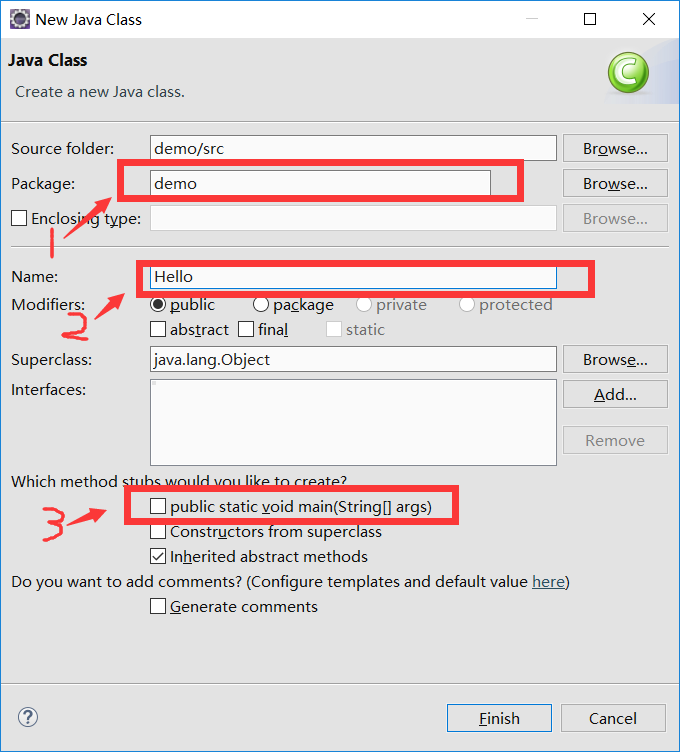 New Java Class
Java Class
Create a new Java class.
Source folder: demo/src Browse...
Package: demo Browse...
1
Enclosing type: Browse...
Name: Hello
2
Modifiers: public package private protected
abstract final static
Superclass: java.lang.Object Browse...
Interfaces: Add...
Remove
Which method stubs would you like to create?
3
public static void main(String[] args)
Constructors from superclass
Inherited abstract methods
Do you want to add comments? (Configure templates and default value here)
Generate comments
? Finish Cancel